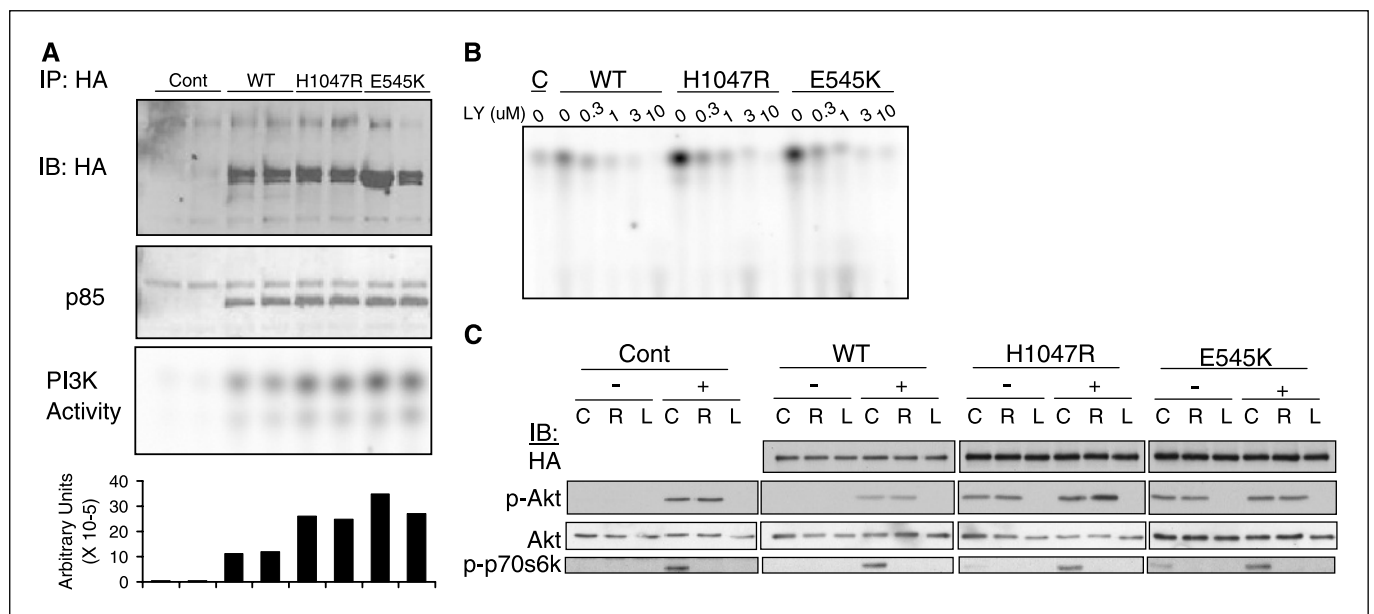 A
IP: HA
Cont WT H1047R E545K
IB: HA
p85
PI3K
Activity
Arbitrary Units
(X 10-5)
40
30
20
10
0
B
C WT H1047R E545K
LY (uM) 0 0 0.3 1 3 10 0 0.3 1 3 10 0 0.3 1 3 10
C
Cont WT H1047R E545K
- + - + - + - +
C R L C R L C R L C R L C R L C R L C R L C R L
IB:
HA
p-Akt
Akt
p-p70s6k